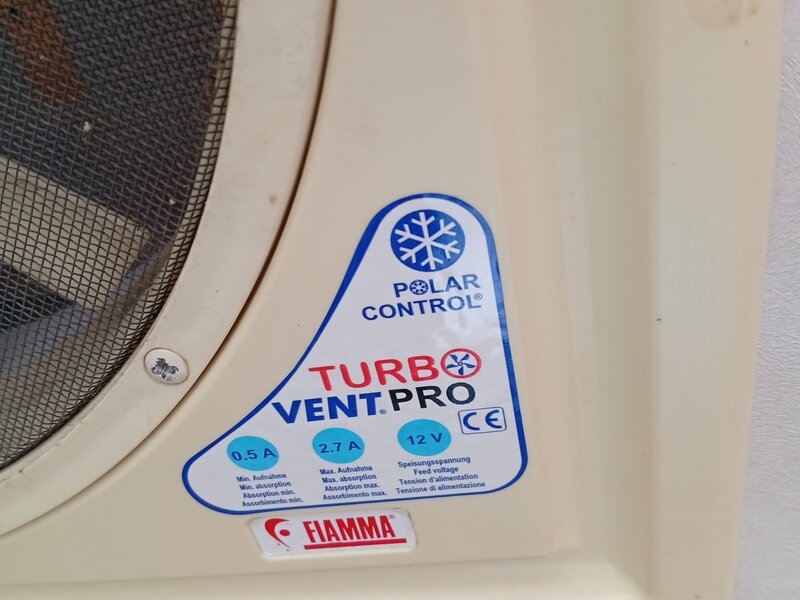 POLAR
CONTROL®
TURBO
VENT® PRO
CE
0.5 A
Min. Aufnahme
Min. absorption
Absorption min.
Assorbimento min.
2.7 A
Max. Aufnahme
Max. absorption
Absorption max.
Assorbimento max.
12 V
Speisungsspannung
Feed voltage
Tension d'alimentation
Tensione di alimentazione
FIAMMA®